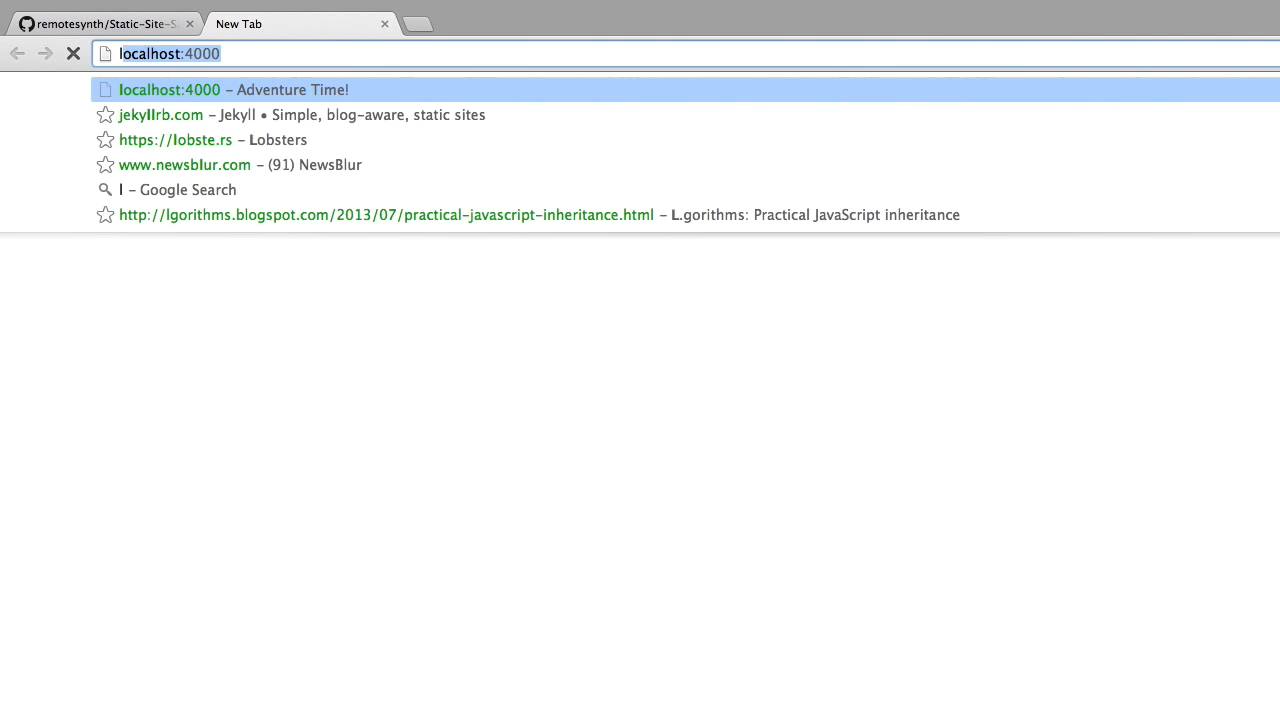 remotesynth/Static-Site-S
New Tab
localhost:4000
localhost:4000 – Adventure Time!
jekyllrb.com – Jekyll • Simple, blog-aware, static sites
https://lobste.rs – Lobsters
www.newsblur.com – (91) NewsBlur
l – Google Search
http://lgorithms.blogspot.com/2013/07/practical-javascript-inheritance.html – L.gorithms: Practical JavaScript inheritance